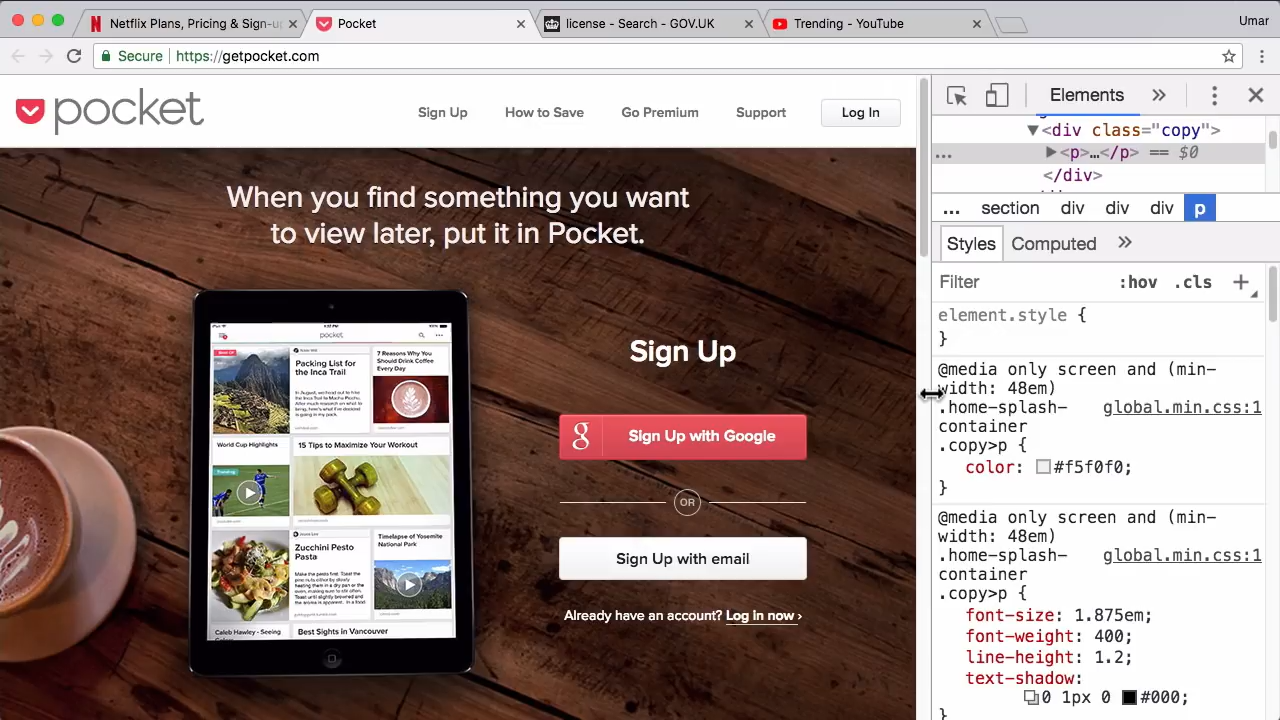 Netflix Plans, Pricing & Sign-up
Pocket
license - Search - GOV.UK
Trending - YouTube
Umar
Secure
https://getpocket.com
pocket
Sign Up
How to Save
Go Premium
Support
Log In
When you find something you want
to view later, put it in Pocket.
pocket
Packing List for
the Inca Trail
7 Reasons Why You
Should Drink Coffee
Every Day
World Cup Highlights
15 Tips to Maximize Your Workout
Trending
Zucchini Pesto
Pasta
Timelapse of Yosemite
National Park
Caleb Hawley - Seeing
Best Sights in Vancouver
Sign Up
g
Sign Up with Google
OR
Sign Up with email
Already have an account? Log in now ›
Elements »
▼<div class="copy">
... ▶<p>…</p> == $0
</div>
... section div div div p
Styles Computed »
Filter :hov .cls +
element.style {
}
@media only screen and (min-
width: 48em)
.home-splash- global.min.css:1
container
.copy>p {
color: #f5f0f0;
}
@media only screen and (min-
width: 48em)
.home-splash- global.min.css:1
container
.copy>p {
font-size: 1.875em;
font-weight: 400;
line-height: 1.2;
text-shadow:
0 1px 0 #000;
}